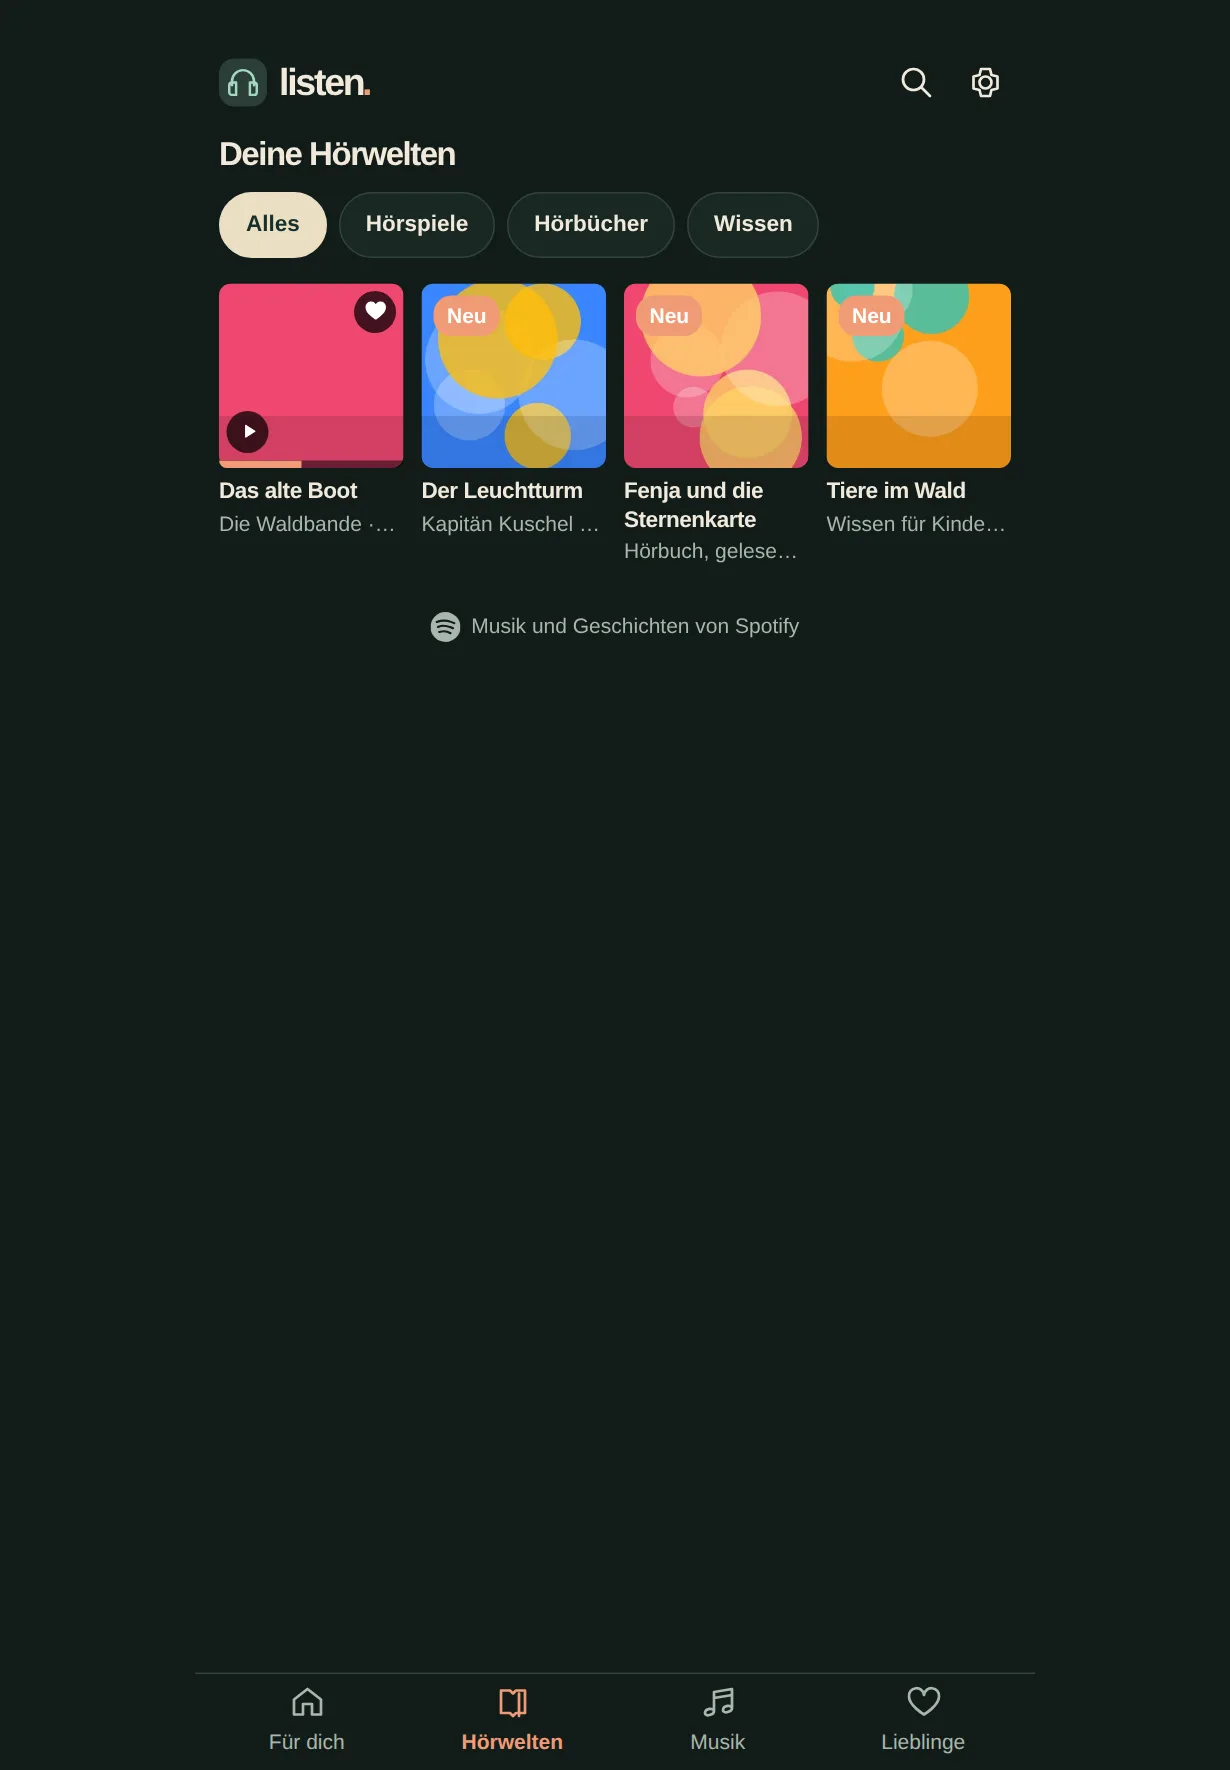 listen.
Deine Hörwelten
Alles
Hörspiele
Hörbücher
Wissen
Neu
Neu
Neu
Das alte Boot
Die Waldbande ·…
Der Leuchtturm
Kapitän Kuschel …
Fenja und die
Sternenkarte
Hörbuch, gelese…
Tiere im Wald
Wissen für Kinde…
Musik und Geschichten von Spotify
Für dich
Hörwelten
Musik
Lieblinge